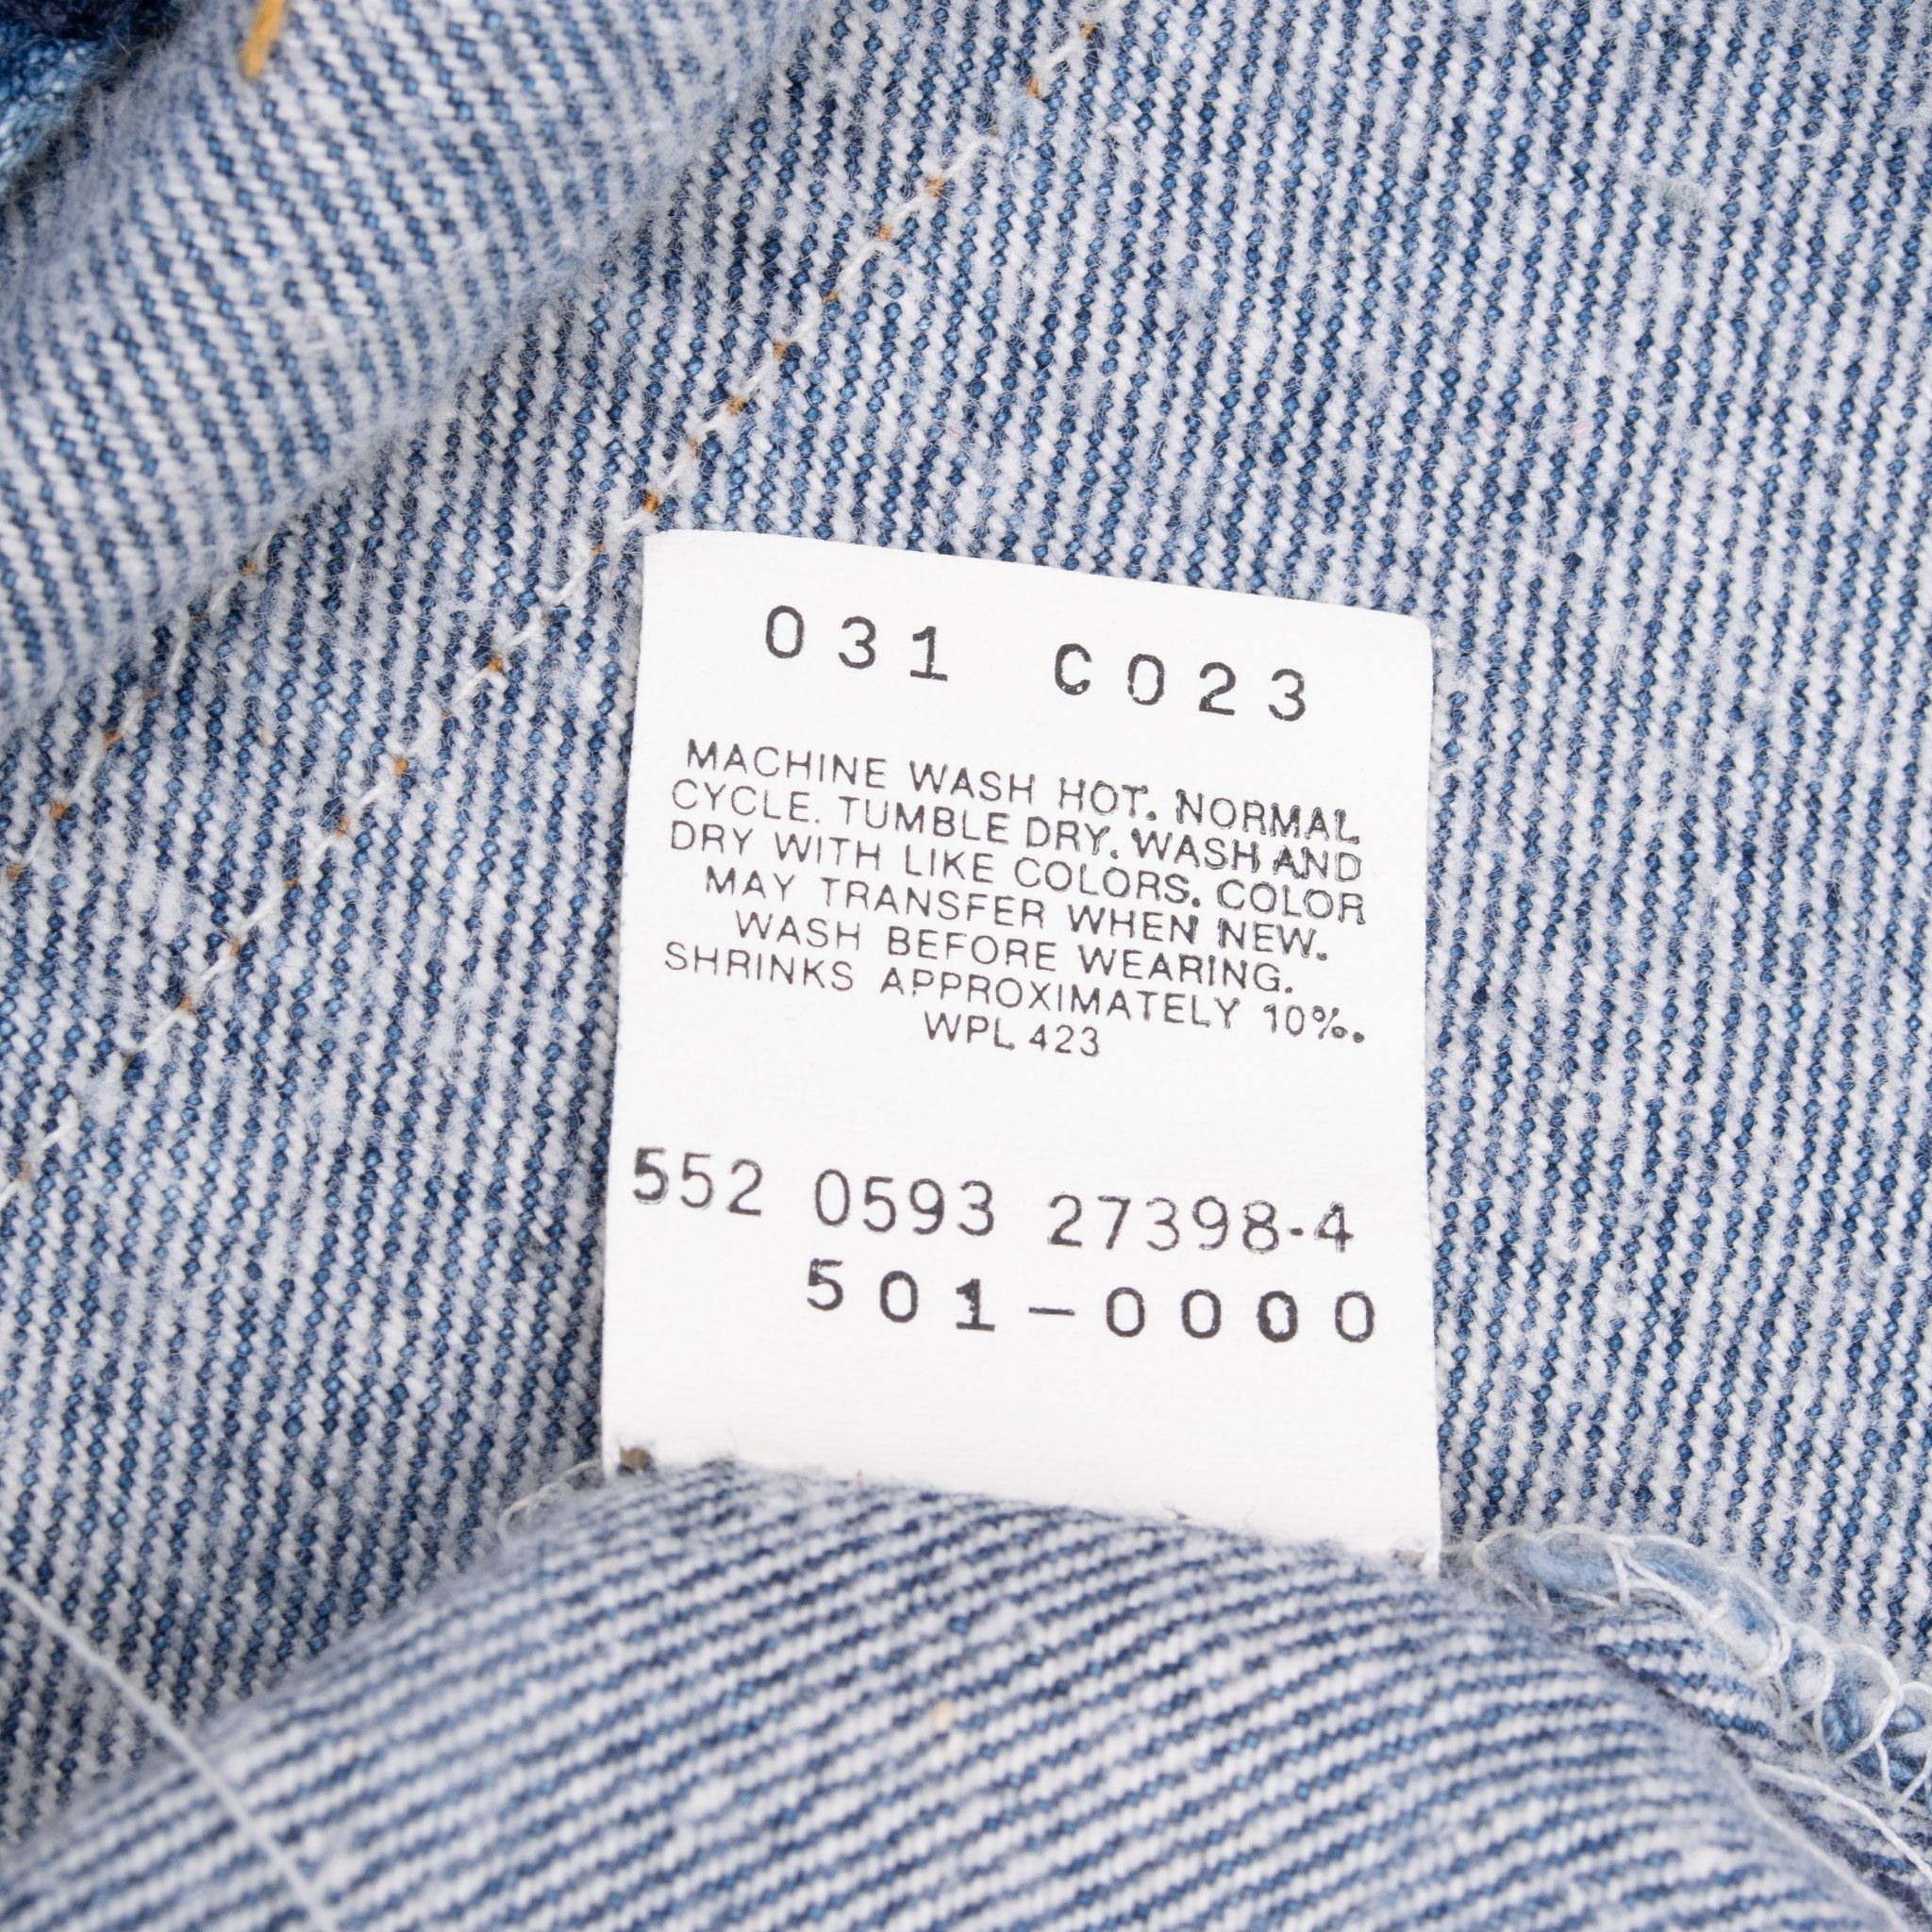 031 C023
MACHINE WASH HOT. NORMAL
CYCLE. TUMBLE DRY. WASH AND
DRY WITH LIKE COLORS. COLOR
MAY TRANSFER WHEN NEW.
WASH BEFORE WEARING.
SHRINKS APPROXIMATELY 10%.
WPL 423
552 0593 27398-4
501-0000